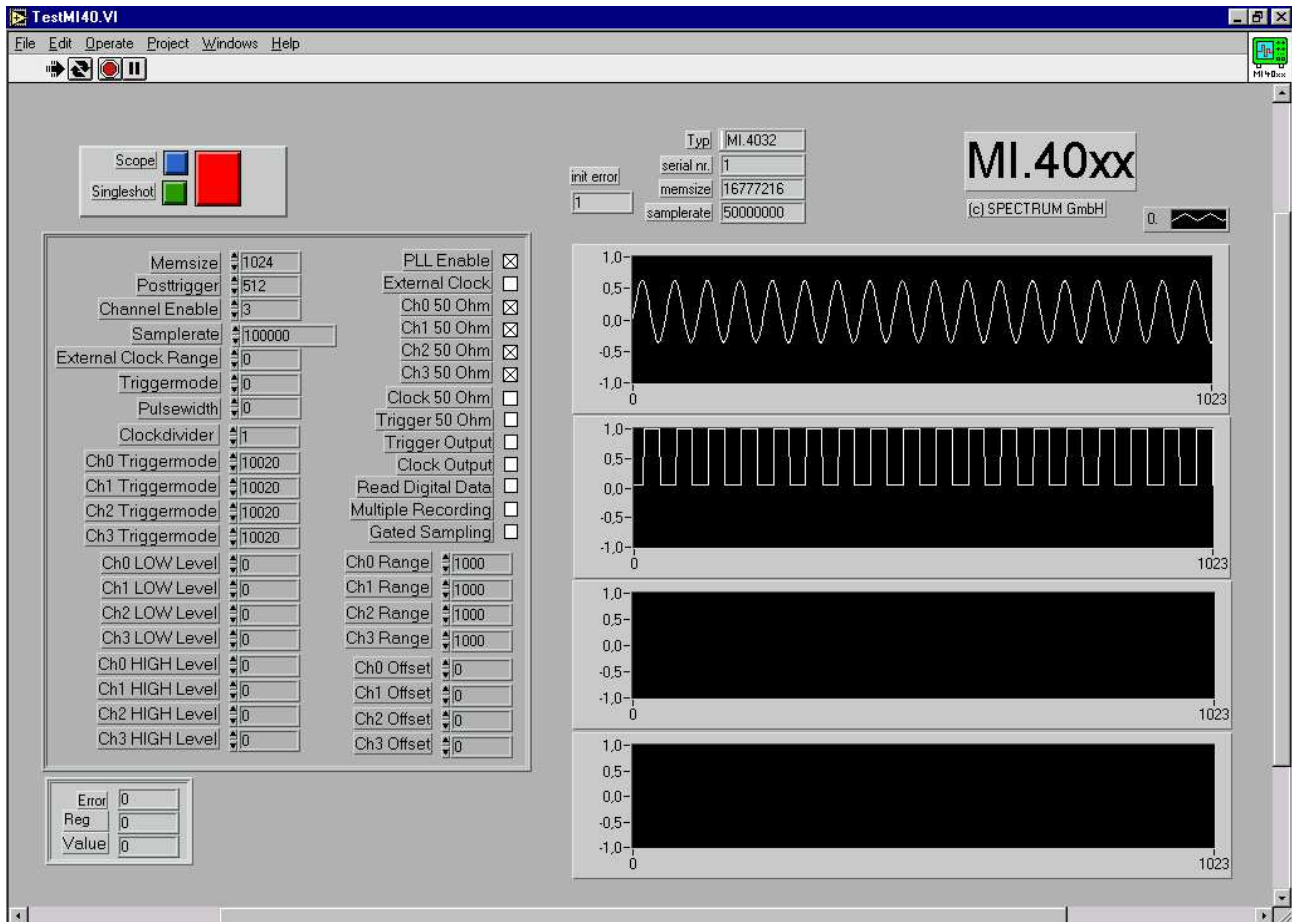 TestMI40.VI
File Edit Operate Project Windows Help
MI40xx
Scope
Singleshot
init error
1
Typ MI.4032
serial nr. 1
memsize 16777216
samplerate 50000000
MI.40xx
(c) SPECTRUM GmbH
0.
Memsize 1024
Posttrigger 512
Channel Enable 3
Samplerate 100000
External Clock Range 0
Triggermode 0
Pulsewidth 0
Clockdivider 1
Ch0 Triggermode 10020
Ch1 Triggermode 10020
Ch2 Triggermode 10020
Ch3 Triggermode 10020
Ch0 LOW Level 0
Ch1 LOW Level 0
Ch2 LOW Level 0
Ch3 LOW Level 0
Ch0 HIGH Level 0
Ch1 HIGH Level 0
Ch2 HIGH Level 0
Ch3 HIGH Level 0
PLL Enable
External Clock
Ch0 50 Ohm
Ch1 50 Ohm
Ch2 50 Ohm
Ch3 50 Ohm
Clock 50 Ohm
Trigger 50 Ohm
Trigger Output
Clock Output
Read Digital Data
Multiple Recording
Gated Sampling
Ch0 Range 1000
Ch1 Range 1000
Ch2 Range 1000
Ch3 Range 1000
Ch0 Offset 0
Ch1 Offset 0
Ch2 Offset 0
Ch3 Offset 0
Error 0
Reg 0
Value 0
1,0
0,5
0,0
-0,5
-1,0
0 1023
1,0
0,5
0,0
-0,5
-1,0
0 1023
1,0
0,5
0,0
-0,5
-1,0
0 1023
1,0
0,5
0,0
-0,5
-1,0
0 1023